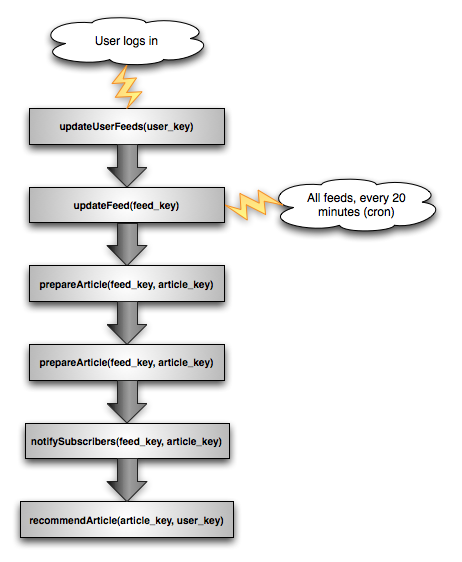 User logs in
updateUserFeeds(user_key)
updateFeed(feed_key)
All feeds, every 20
minutes (cron)
prepareArticle(feed_key, article_key)
prepareArticle(feed_key, article_key)
notifySubscribers(feed_key, article_key)
recommendArticle(article_key, user_key)